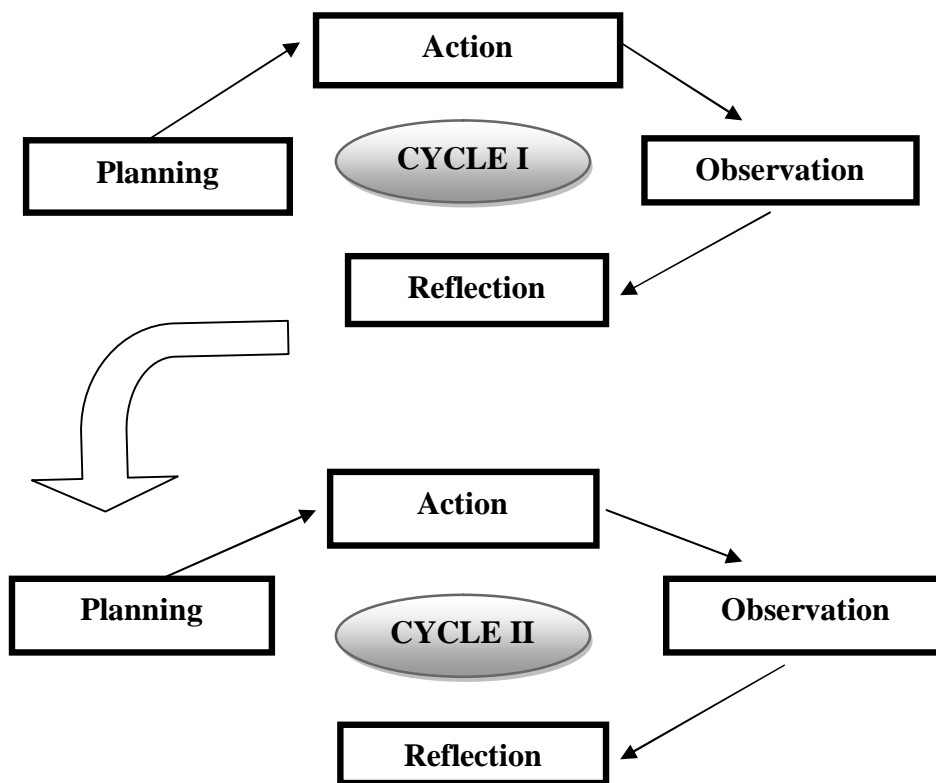 Action
Planning
CYCLE I
Observation
Reflection
Action
Planning
CYCLE II
Observation
Reflection